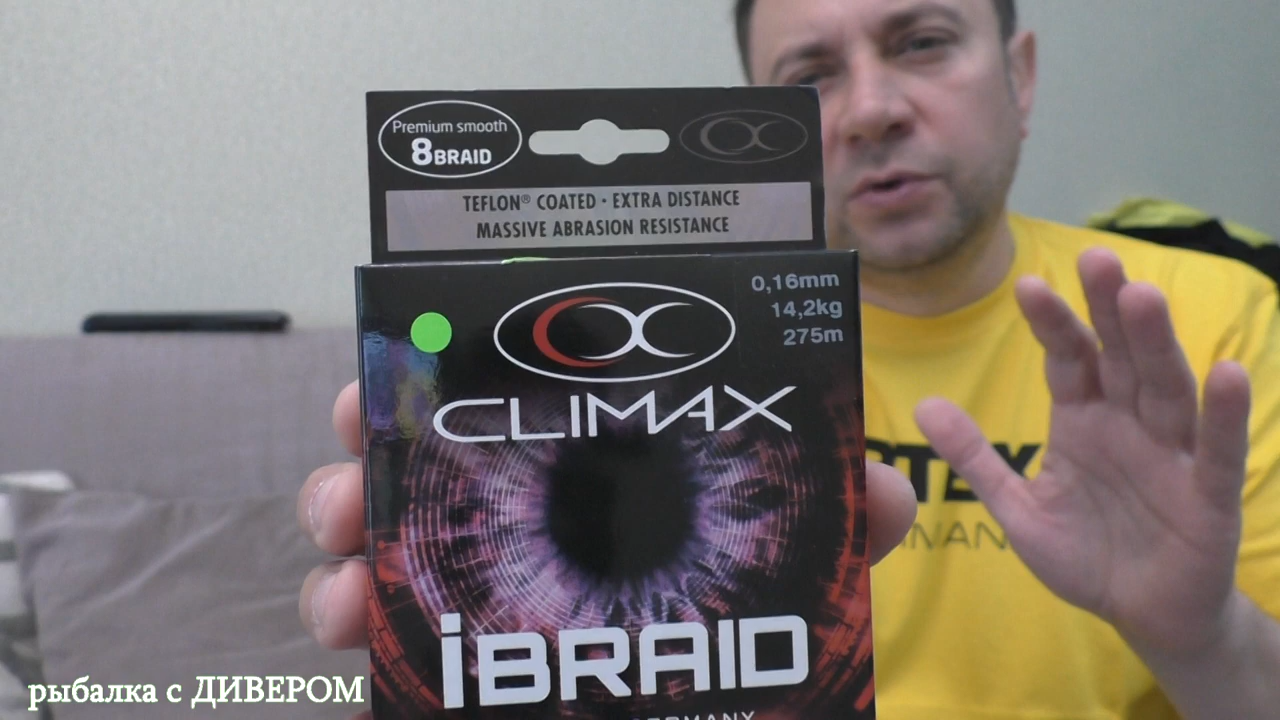 Premium smooth
8BRAID
TEFLON® COATED • EXTRA DISTANCE
MASSIVE ABRASION RESISTANCE
0,16mm
14,2kg
275m
CLIMAX
iBRAID
GERMANY
рыбалка с ДИВЕРОМ